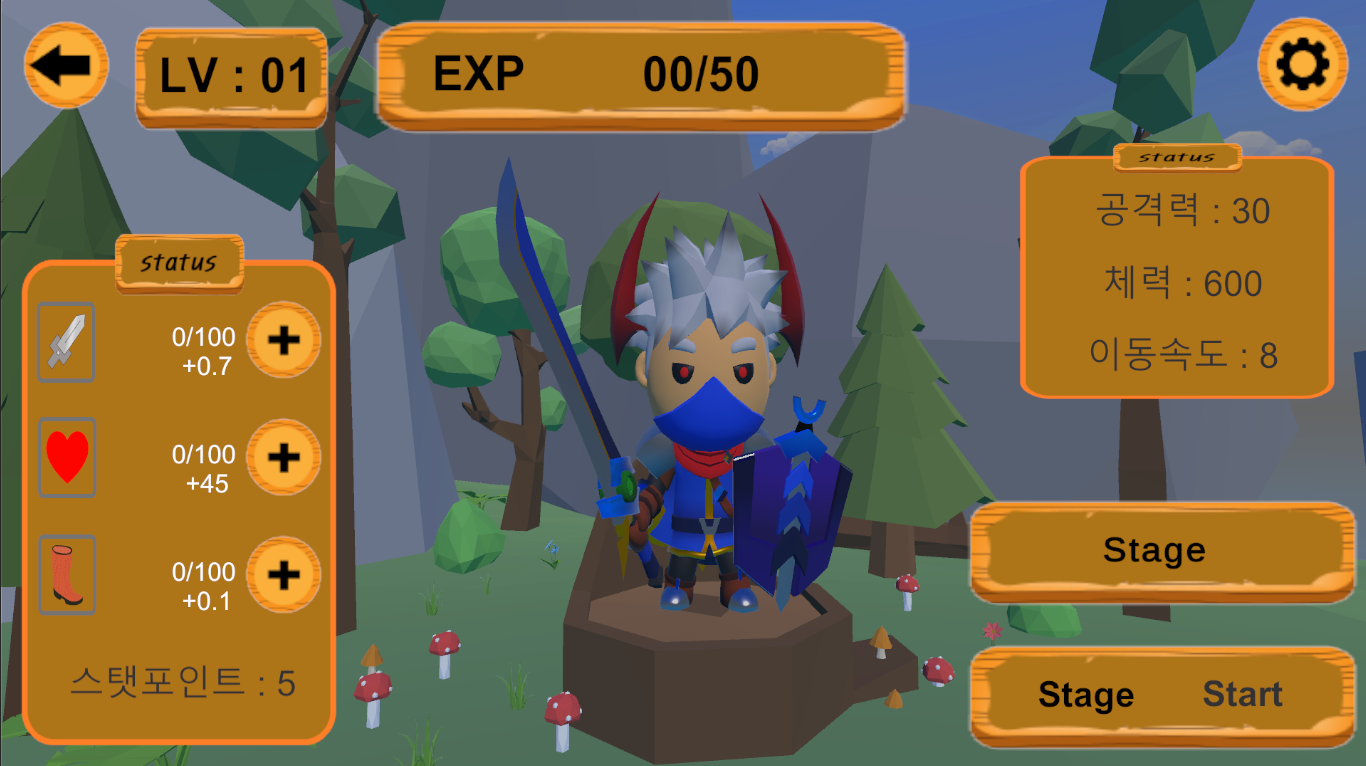 LV : 01
EXP 00/50
status
공격력 : 30
체력 : 600
이동속도 : 8
status
0/100
+0.7
0/100
+45
0/100
+0.1
스탯포인트 : 5
Stage
Stage Start